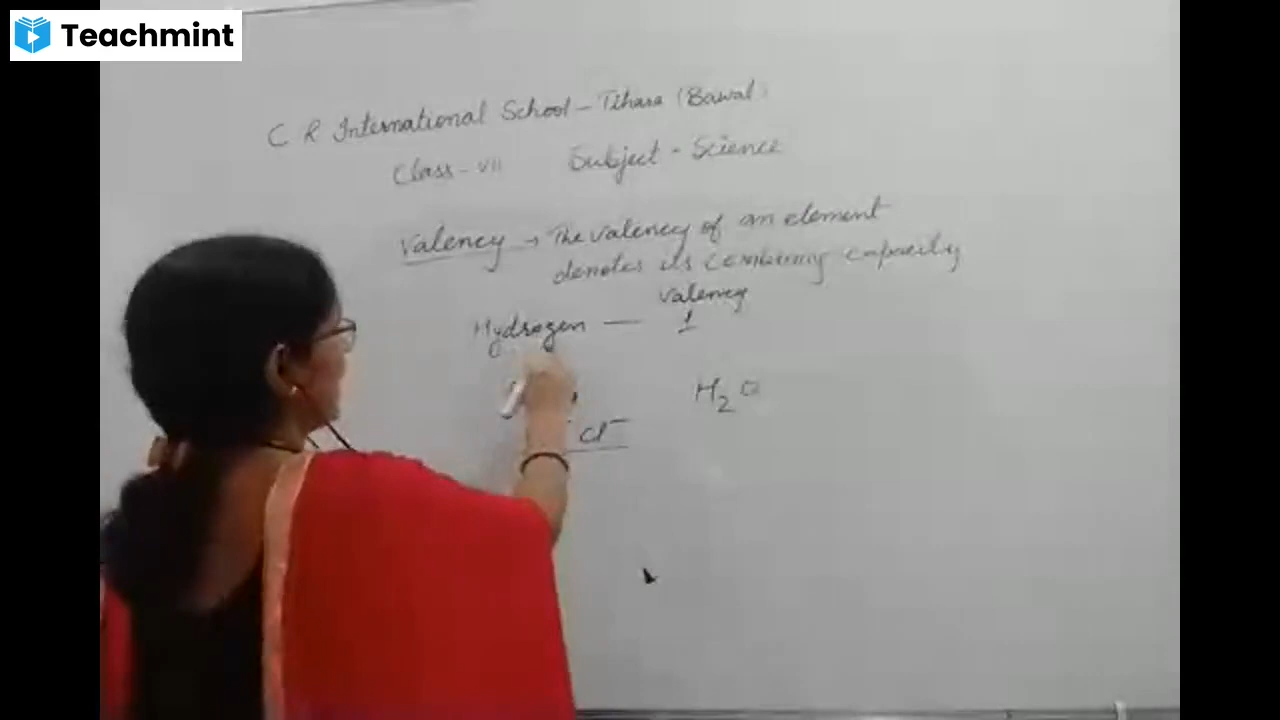 Teachmint
C R International School - Tihara (Bawal)
Class - VII Subject - Science
Valency → The valency of an element
denotes its combining capacity
valency
Hydrogen — 1
H₂O
Cl⁻